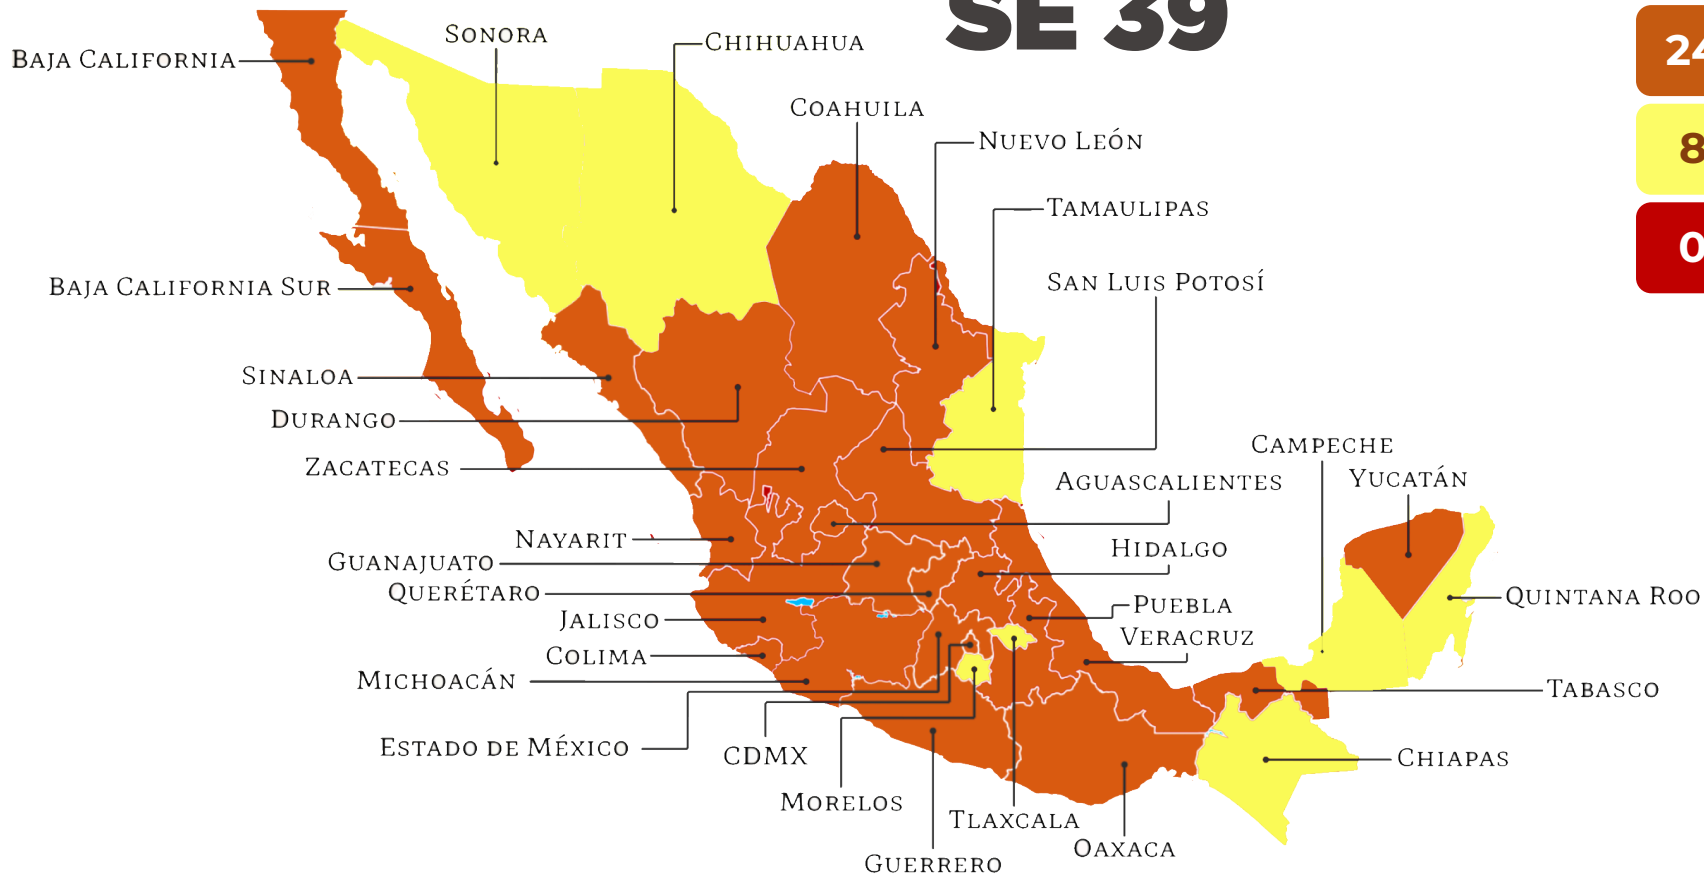 SE 39
24
8
0
SONORA
CHIHUAHUA
BAJA CALIFORNIA
COAHUILA
NUEVO LEÓN
TAMAULIPAS
SAN LUIS POTOSÍ
BAJA CALIFORNIA SUR
SINALOA
DURANGO
CAMPECHE
ZACATECAS
YUCATÁN
AGUASCALIENTES
NAYARIT
HIDALGO
GUANAJUATO
QUERÉTARO
QUINTANA ROO
PUEBLA
JALISCO
VERACRUZ
COLIMA
MICHOACÁN
TABASCO
ESTADO DE MÉXICO
CDMX
CHIAPAS
MORELOS
TLAXCALA
OAXACA
GUERRERO